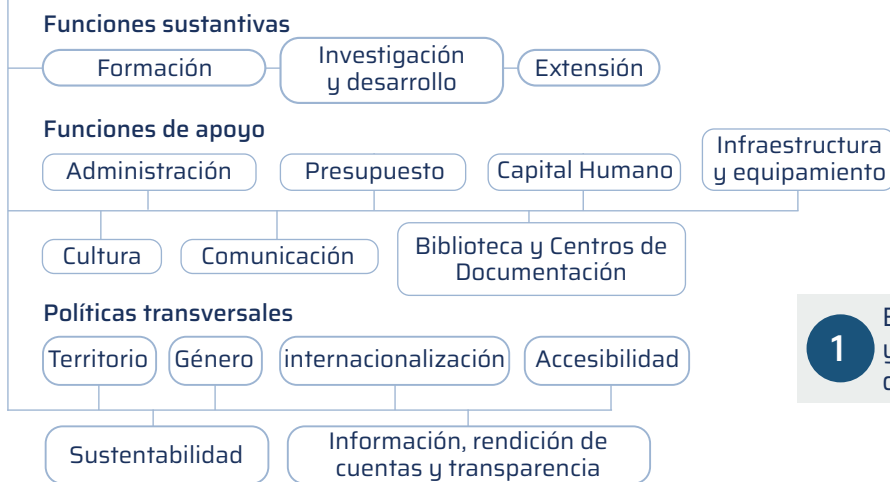 Funciones sustantivas
Formación
Investigación
y desarrollo
Extensión
Funciones de apoyo
Administración
Presupuesto
Capital Humano
Infraestructura
y equipamiento
Cultura
Comunicación
Biblioteca y Centros de
Documentación
Políticas transversales
Territorio
Género
internacionalización
Accesibilidad
1
Sustentabilidad
Información, rendición de
cuentas y transparencia